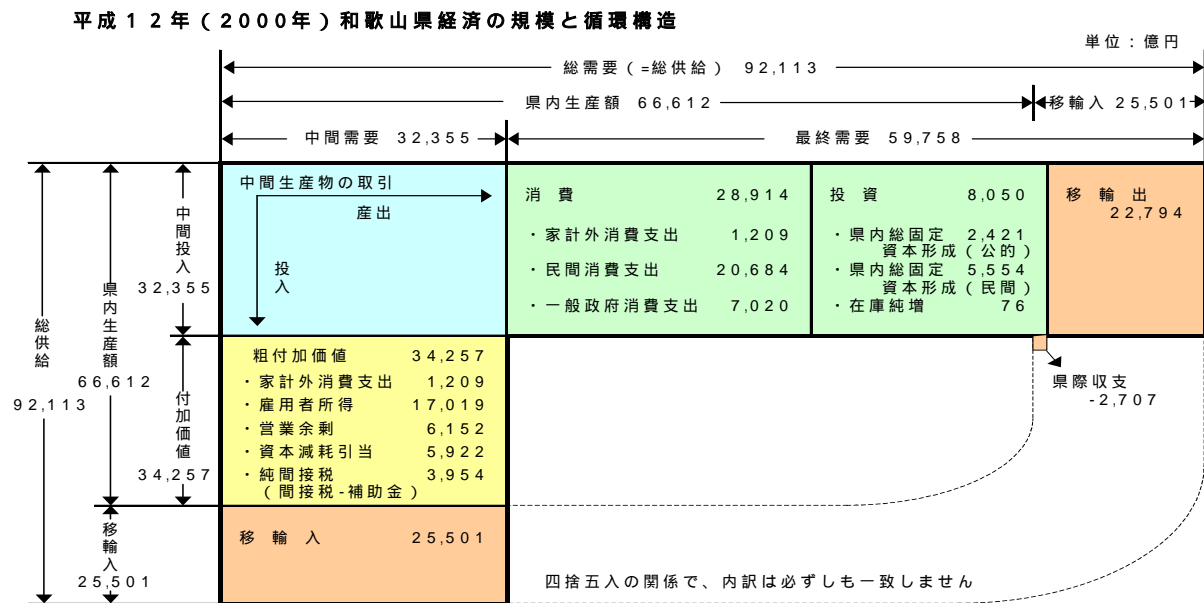 平成１２年（2000年）和歌山県経済の規模と循環構造
単位：億円
総需要（=総供給） 92,113
県内生産額 66,612
移輸入 25,501
中間需要 32,355
最終需要 59,758
中間生産物の取引
産出
投入
消 費 28,914
・家計外消費支出 1,209
・民間消費支出 20,684
・一般政府消費支出 7,020
投 資 8,050
・県内総固定 2,421
資本形成（公的）
・県内総固定 5,554
資本形成（民間）
・在庫純増 76
移 輸 出
22,794
総供給
92,113
県内生産額
66,612
中間投入
32,355
付加価値
34,257
移輸入
25,501
粗付加価値 34,257
・家計外消費支出 1,209
・雇用者所得 17,019
・営業余剰 6,152
・資本減耗引当 5,922
・純間接税 3,954
（間接税-補助金）
移 輸 入 25,501
県際収支
-2,707
四捨五入の関係で、内訳は必ずしも一致しません